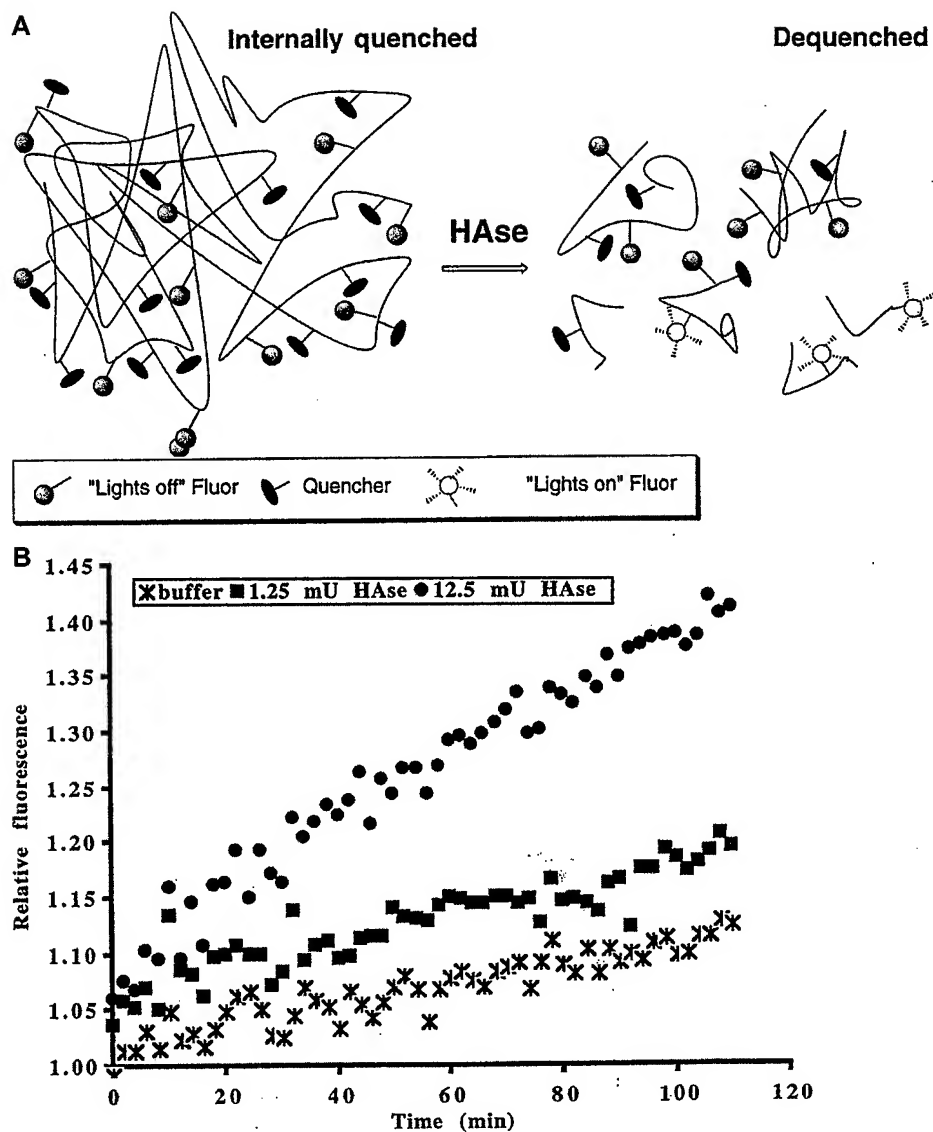 A
Internally quenched
Dequenched
HAse
"Lights off" Fluor
Quencher
"Lights on" Fluor
B
1.45
1.40
1.35
1.30
1.25
1.20
1.15
1.10
1.05
1.00
buffer 1.25 mU HAse 12.5 mU HAse
Relative fluorescence
0 20 40 60 80 100 120
Time (min)